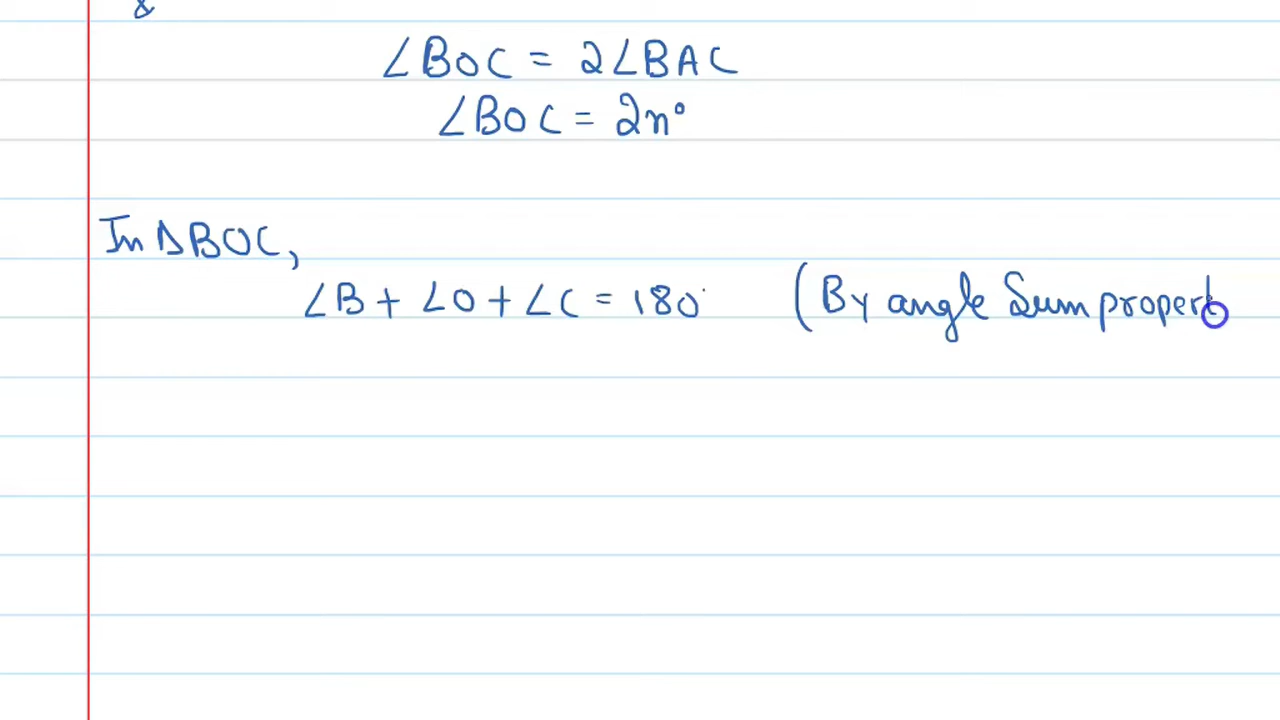 &
∠BOC = 2∠BAC
∠BOC = 2n°
In ΔBOC,
∠B + ∠O + ∠C = 180° (By angle Sum propert